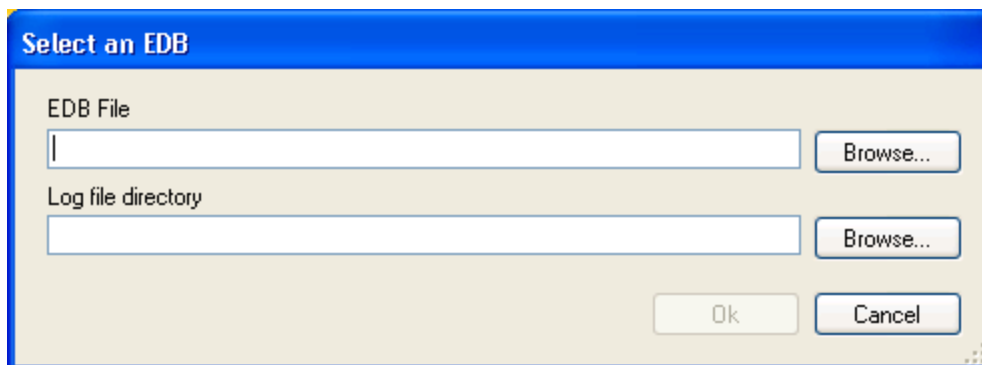 Select an EDB
EDB File
Browse...
Log file directory
Browse...
Ok Cancel